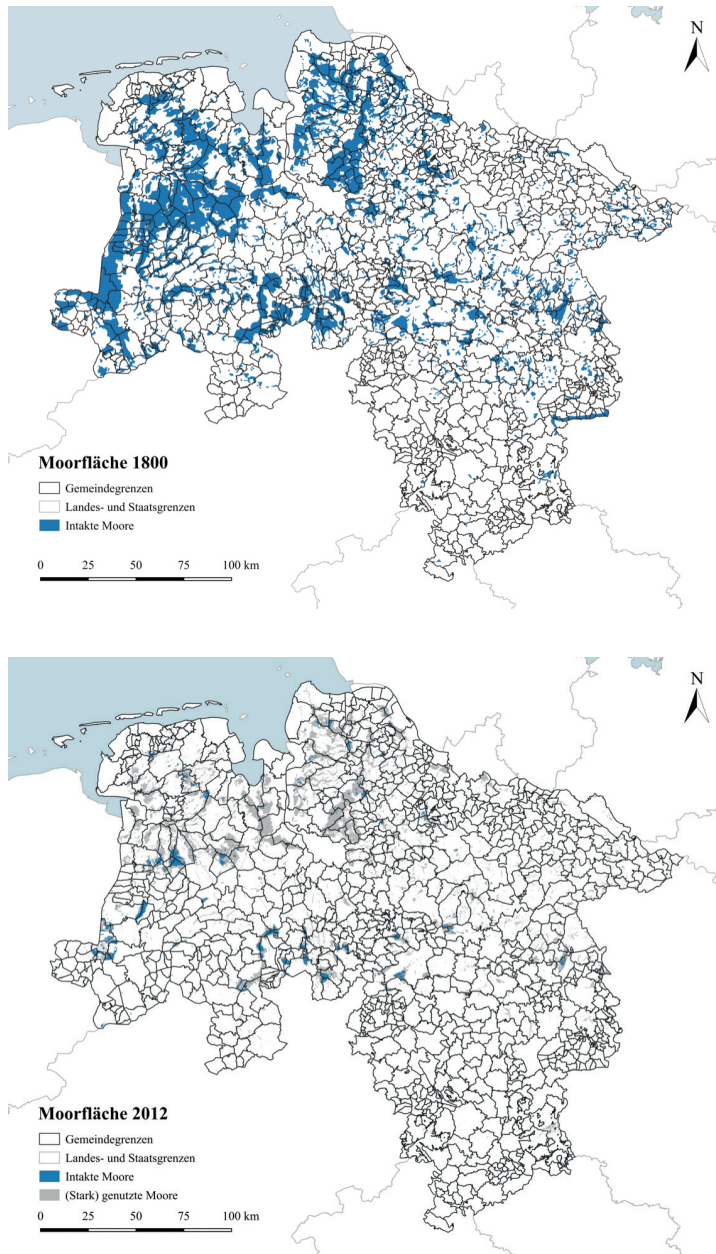 N
Moorfläche 1800
Gemeindegrenzen
Landes- und Staatsgrenzen
Intakte Moore
0 25 50 75 100 km
N
Moorfläche 2012
Gemeindegrenzen
Landes- und Staatsgrenzen
Intakte Moore
(Stark) genutzte Moore
0 25 50 75 100 km